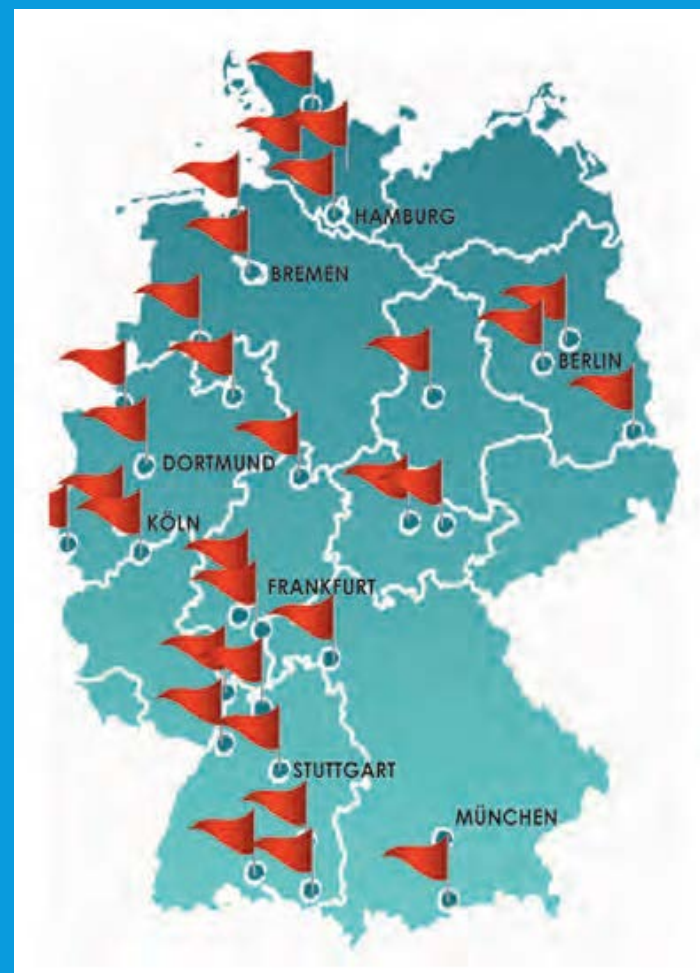 HAMBURG
BREMEN
BERLIN
DORTMUND
KÖLN
FRANKFURT
STUTTGART
MÜNCHEN